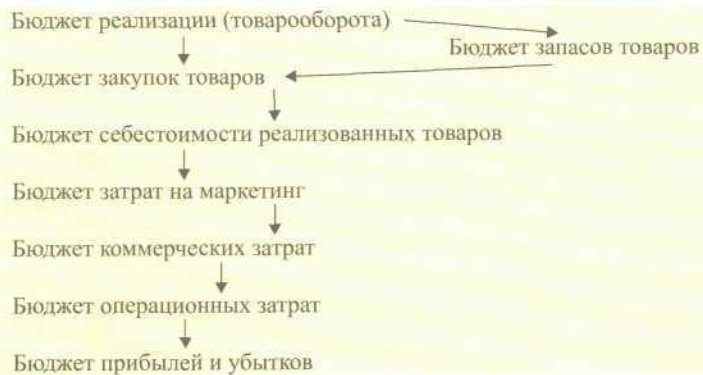 Бюджет реализации (товарооборота)
Бюджет запасов товаров
Бюджет закупок товаров
Бюджет себестоимости реализованных товаров
Бюджет затрат на маркетинг
Бюджет коммерческих затрат
Бюджет операционных затрат
Бюджет прибылей и убытков